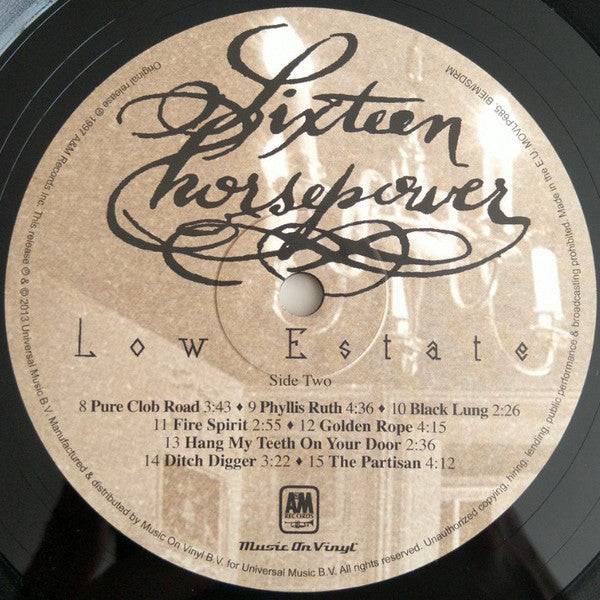 Sixteen
horsepower
Low Estate
Side Two
8 Pure Clob Road 3:43 ♦ 9 Phyllis Ruth 4:36 ♦ 10 Black Lung 2:26
11 Fire Spirit 2:55 ♦ 12 Golden Rope 4:15
13 Hang My Teeth On Your Door 2:36
14 Ditch Digger 3:22 ♦ 15 The Partisan 4:12
A&M
RECORDS
Music On Vinyl
Original release ℗ 1997 A&M Records Inc. This release ℗ & © 2013 Universal Music B.V. Manufactured & distributed by Music On Vinyl B.V. for Universal Music B.V. All rights reserved. Unauthorized copying, hiring, lending, public performance & broadcasting prohibited. Made in the E.U. MOVLP685. BIEM/SDRM